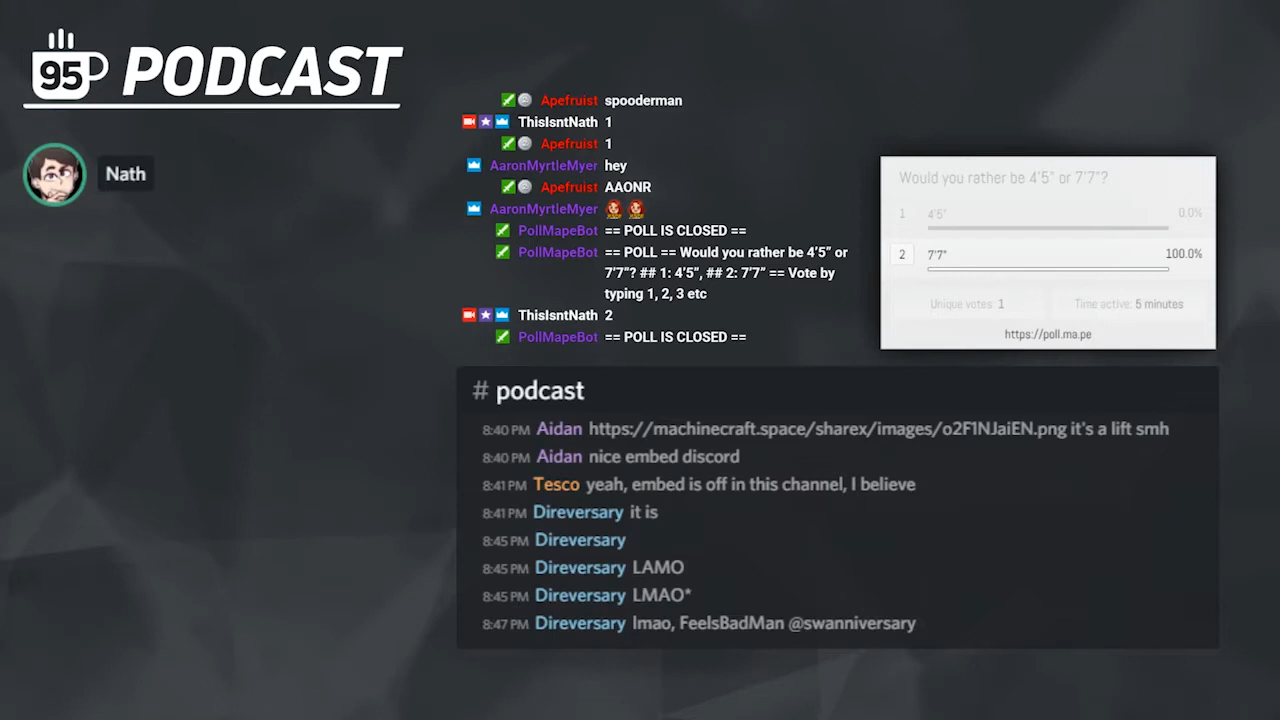 95 PODCAST
Nath
Apefruist spooderman
ThisIsntNath 1
Apefruist 1
AaronMyrtleMyer hey
Apefruist AAONR
AaronMyrtleMyer
PollMapeBot == POLL IS CLOSED ==
PollMapeBot == POLL == Would you rather be 4'5” or
7'7”? ## 1: 4'5”, ## 2: 7'7” == Vote by
typing 1, 2, 3 etc
ThisIsntNath 2
PollMapeBot == POLL IS CLOSED ==
Would you rather be 4'5" or 7'7"?
1 4'5" 0.0%
2 7'7" 100.0%
Unique votes: 1 Time active: 5 minutes
https://poll.ma.pe
# podcast
8:40 PM Aidan https://machinecraft.space/sharex/images/o2F1NJaiEN.png it's a lift smh
8:40 PM Aidan nice embed discord
8:41 PM Tesco yeah, embed is off in this channel, I believe
8:41 PM Direversary it is
8:45 PM Direversary
8:45 PM Direversary LAMO
8:45 PM Direversary LMAO*
8:47 PM Direversary lmao, FeelsBadMan @swanniversary